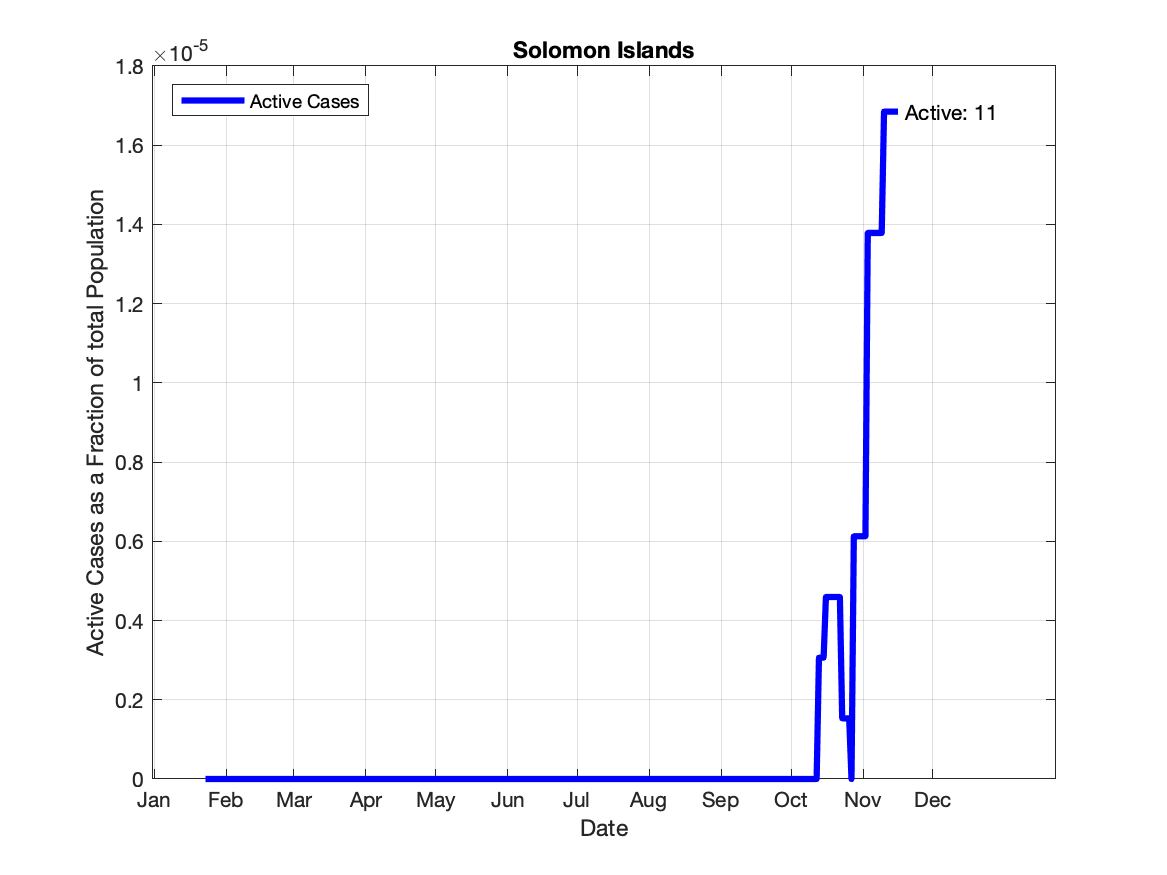 Solomon Islands
×10-5
1.8
1.6
1.4
1.2
1
0.8
0.6
0.4
0.2
0
Active Cases as a Fraction of total Population
Active Cases
Active: 11
Jan Feb Mar Apr May Jun Jul Aug Sep Oct Nov Dec
Date